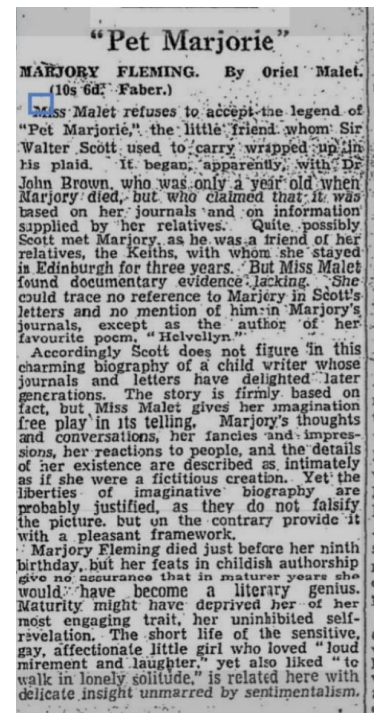 "Pet Marjorie"
MARJORY FLEMING. By Oriel Malet.
(10s 6d. Faber.)
Miss Malet refuses to accept the legend of
"Pet Marjorie," the little friend whom Sir
Walter Scott used to carry wrapped up in
his plaid. It began, apparently, with Dr
John Brown, who was only a year old when
Marjory died, but who claimed that it was
based on her journals and on information
supplied by her relatives. Quite possibly
Scott met Marjory, as he was a friend of her
relatives, the Keiths, with whom she stayed
in Edinburgh for three years. But Miss Malet
found documentary evidence lacking. She
could trace no reference to Marjory in Scott's
letters and no mention of him in Marjory's
journals, except as the author of her
favourite poem, "Helvellyn."
Accordingly Scott does not figure in this
charming biography of a child writer whose
journals and letters have delighted later
generations. The story is firmly based on
fact, but Miss Malet gives her imagination
free play in its telling. Marjory's thoughts
and conversations, her fancies and impres-
sions, her reactions to people, and the details
of her existence are described as intimately
as if she were a fictitious creation. Yet the
liberties of imaginative biography are
probably justified, as they do not falsify
the picture, but on the contrary provide it
with a pleasant framework.
Marjory Fleming died just before her ninth
birthday, but her feats in childish authorship
give no assurance that in maturer years she
would have become a literary genius.
Maturity might have deprived her of her
most engaging trait, her uninhibited self-
revelation. The short life of the sensitive,
gay, affectionate little girl who loved "loud
mirement and laughter," yet also liked "to
walk in lonely solitude," is related here with
delicate insight unmarred by sentimentalism.